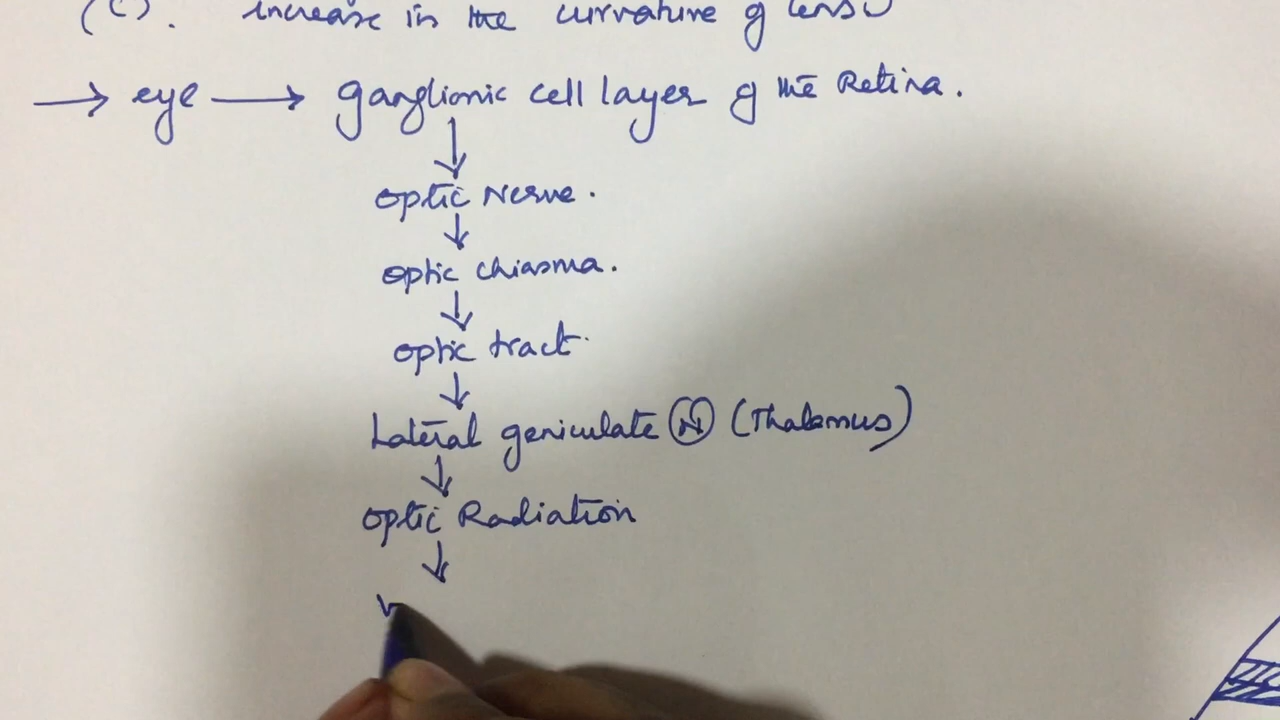 (c). increase in the curvature of lens
→ eye → ganglionic cell layer of the Retina.
↓
optic Nerve.
↓
optic chiasma.
↓
optic tract
↓
Lateral geniculate Ⓝ (Thalamus)
↓
optic Radiation
↓
V